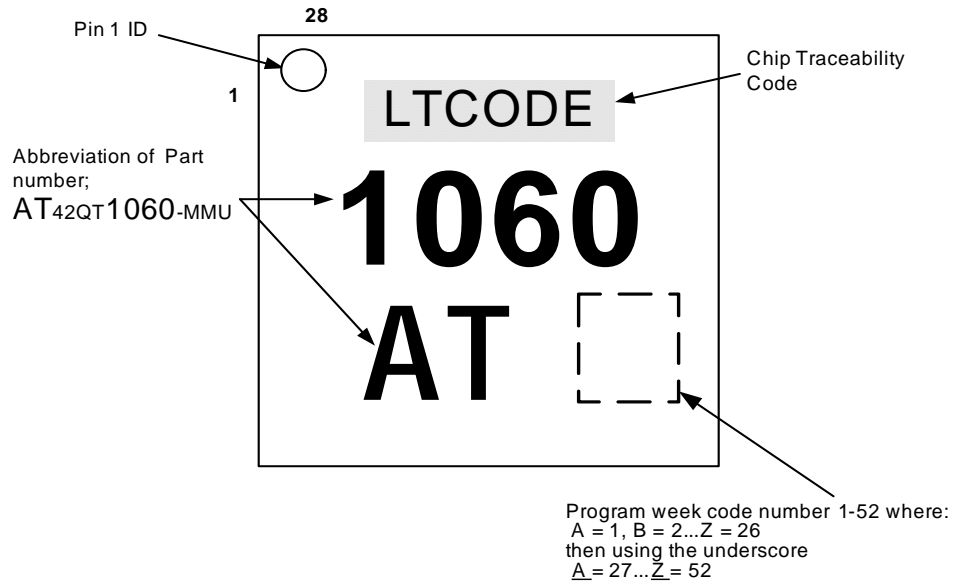 28
Pin 1 ID
1
Chip Traceability
Code
LTCODE
Abbreviation of Part
number;
AT42QT1060-MMU
1060
AT
Program week code number 1-52 where:
A = 1, B = 2...Z = 26
then using the underscore
A = 27...Z = 52